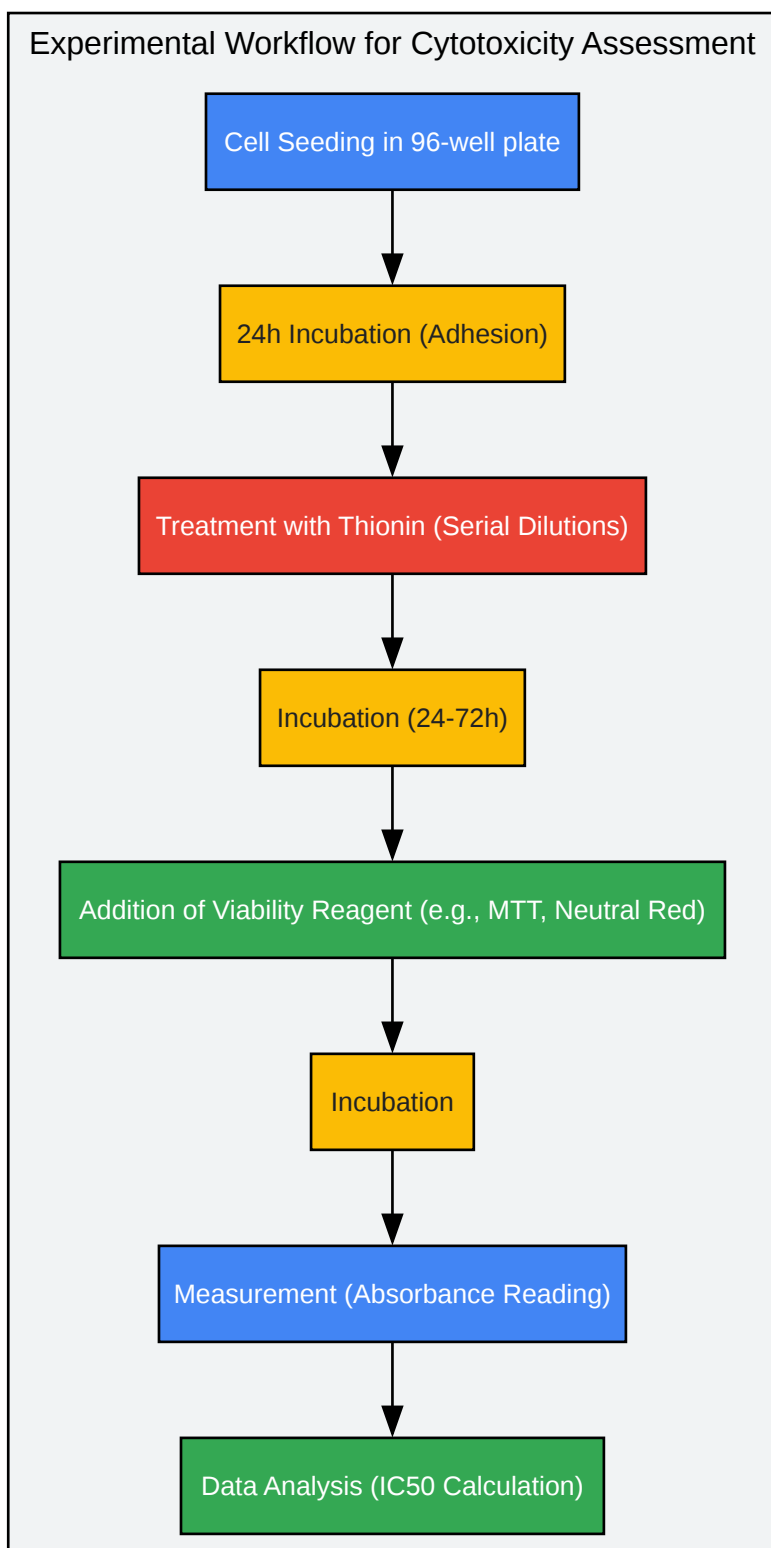 Experimental Workflow for Cytotoxicity Assessment
Cell Seeding in 96-well plate
24h Incubation (Adhesion)
Treatment with Thionin (Serial Dilutions)
Incubation (24-72h)
Addition of Viability Reagent (e.g., MTT, Neutral Red)
Incubation
Measurement (Absorbance Reading)
Data Analysis (IC50 Calculation)